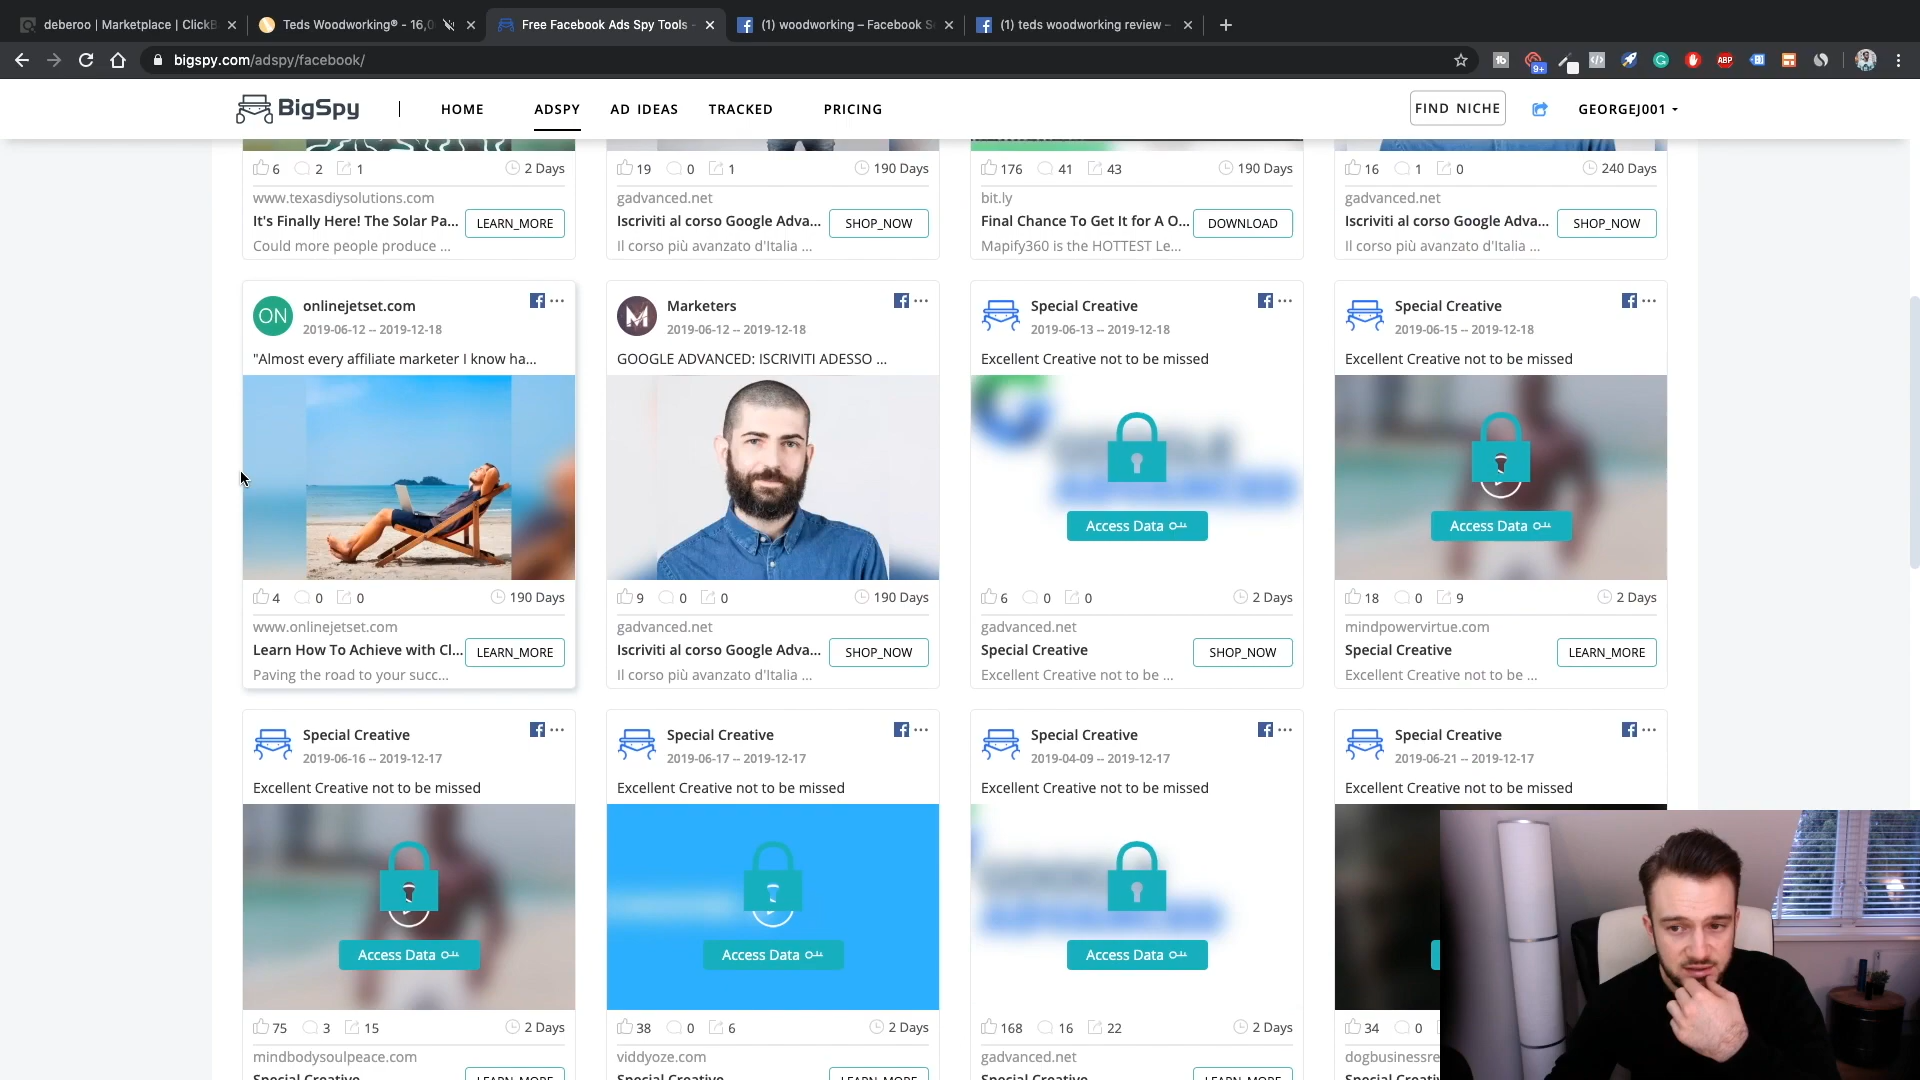 deberoo | Marketplace | ClickB
Teds Woodworking® - 16,0
Free Facebook Ads Spy Tools -
(1) woodworking – Facebook S
(1) teds woodworking review –
bigspy.com/adspy/facebook/
9+
ABP
BigSpy
HOME
ADSPY
AD IDEAS
TRACKED
PRICING
FIND NICHE
GEORGEJ001
6 2 1 2 Days
www.texasdiysolutions.com
It's Finally Here! The Solar Pa...
LEARN_MORE
Could more people produce ...
19 0 1 190 Days
gadvanced.net
Iscriviti al corso Google Adva...
SHOP_NOW
Il corso più avanzato d'Italia ...
176 41 43 190 Days
bit.ly
Final Chance To Get It for A O...
DOWNLOAD
Mapify360 is the HOTTEST Le...
16 1 0 240 Days
gadvanced.net
Iscriviti al corso Google Adva...
SHOP_NOW
Il corso più avanzato d'Italia ...
ON
onlinejetset.com
2019-06-12 -- 2019-12-18
"Almost every affiliate marketer I know ha...
4 0 0 190 Days
www.onlinejetset.com
Learn How To Achieve with Cl...
LEARN_MORE
Paving the road to your succ...
M
Marketers
2019-06-12 -- 2019-12-18
GOOGLE ADVANCED: ISCRIVITI ADESSO ...
9 0 0 190 Days
gadvanced.net
Iscriviti al corso Google Adva...
SHOP_NOW
Il corso più avanzato d'Italia ...
Special Creative
2019-06-13 -- 2019-12-18
Excellent Creative not to be missed
Access Data
6 0 0 2 Days
gadvanced.net
Special Creative
SHOP_NOW
Excellent Creative not to be ...
Special Creative
2019-06-15 -- 2019-12-18
Excellent Creative not to be missed
Access Data
18 0 9 2 Days
mindpowervirtue.com
Special Creative
LEARN_MORE
Excellent Creative not to be ...
Special Creative
2019-06-16 -- 2019-12-17
Excellent Creative not to be missed
Access Data
75 3 15 2 Days
mindbodysoulpeace.com
Special Creative
LEARN_MORE
Special Creative
2019-06-17 -- 2019-12-17
Excellent Creative not to be missed
Access Data
38 0 6 2 Days
viddyoze.com
Special Creative
LEARN_MORE
Special Creative
2019-04-09 -- 2019-12-17
Excellent Creative not to be missed
Access Data
168 16 22 2 Days
gadvanced.net
Special Creative
LEARN_MORE
Special Creative
2019-06-21 -- 2019-12-17
Excellent Creative not to be missed
34 0
dogbusinessre
Special Creative